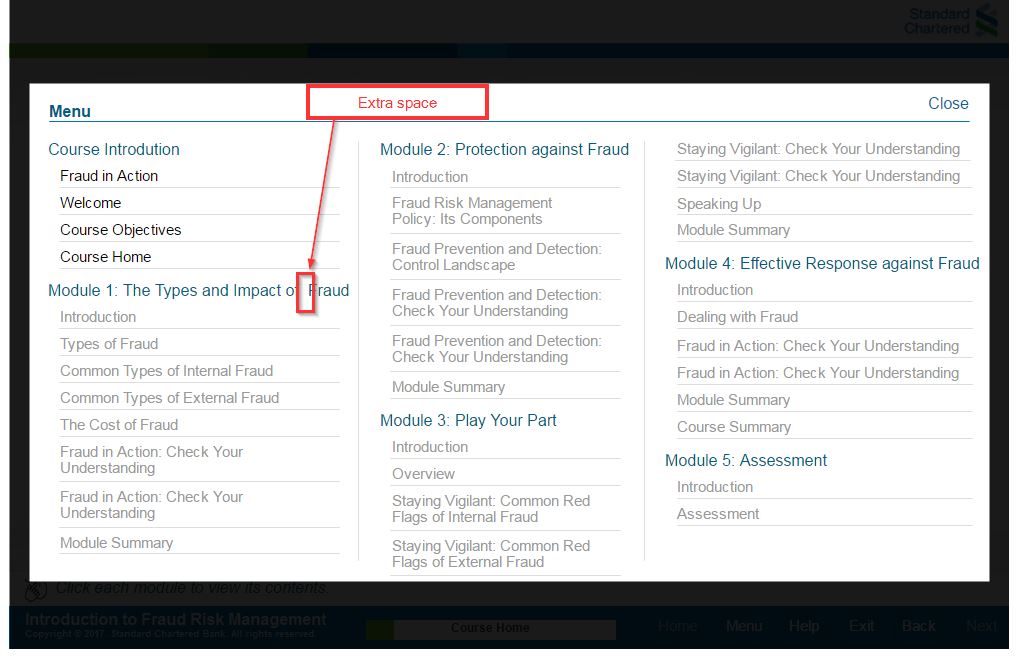 Standard
Chartered
Extra space
Menu
Close
Course Introdution
Fraud in Action
Welcome
Course Objectives
Course Home
Module 1: The Types and Impact of  Fraud
Introduction
Types of Fraud
Common Types of Internal Fraud
Common Types of External Fraud
The Cost of Fraud
Fraud in Action: Check Your
Understanding
Fraud in Action: Check Your
Understanding
Module Summary
Module 2: Protection against Fraud
Introduction
Fraud Risk Management
Policy: Its Components
Fraud Prevention and Detection:
Control Landscape
Fraud Prevention and Detection:
Check Your Understanding
Fraud Prevention and Detection:
Check Your Understanding
Module Summary
Module 3: Play Your Part
Introduction
Overview
Staying Vigilant: Common Red
Flags of Internal Fraud
Staying Vigilant: Common Red
Flags of External Fraud
Staying Vigilant: Check Your Understanding
Staying Vigilant: Check Your Understanding
Speaking Up
Module Summary
Module 4: Effective Response against Fraud
Introduction
Dealing with Fraud
Fraud in Action: Check Your Understanding
Fraud in Action: Check Your Understanding
Module Summary
Course Summary
Module 5: Assessment
Introduction
Assessment
Click each module to view its contents.
Introduction to Fraud Risk Management
Copyright © 2017 Standard Chartered Bank. All rights reserved.
Course Home
Home Menu Help Exit Back Next